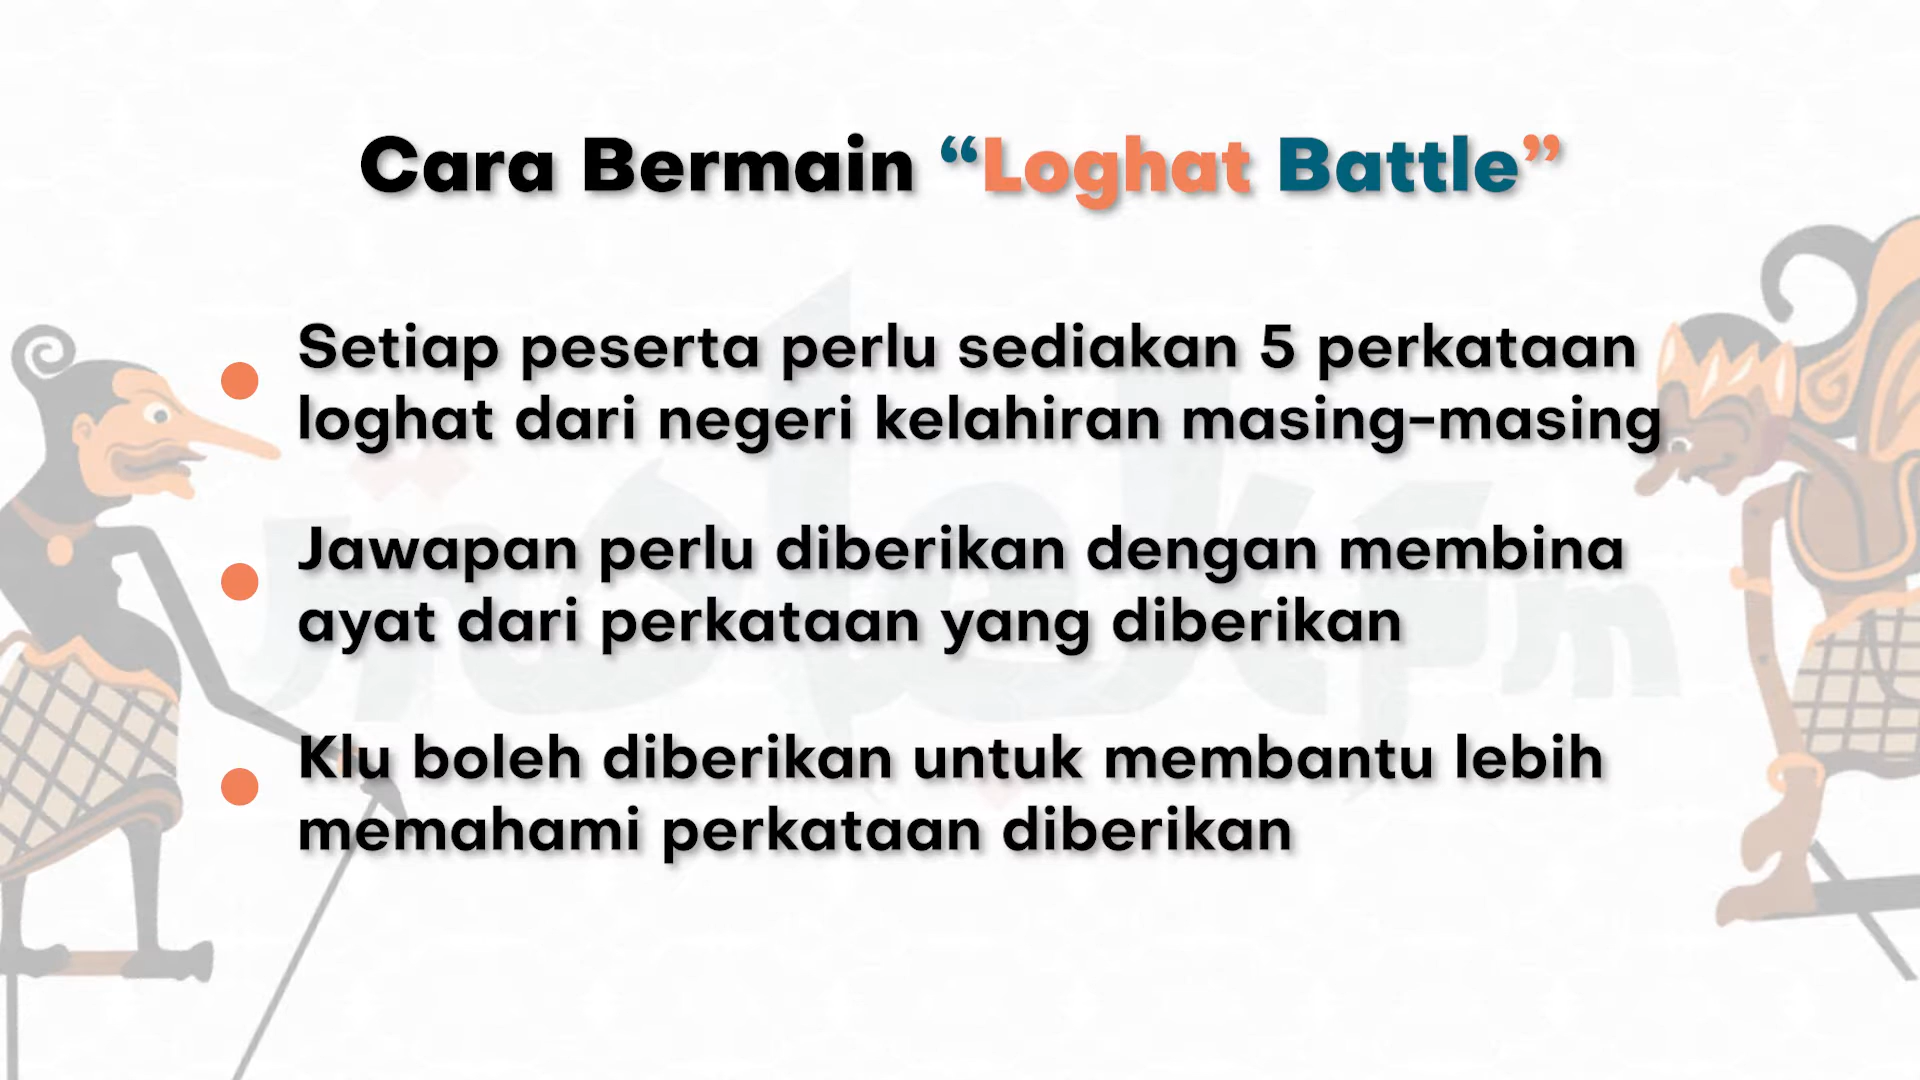 Cara Bermain “Loghat Battle”
Setiap peserta perlu sediakan 5 perkataan
loghat dari negeri kelahiran masing-masing
Jawapan perlu diberikan dengan membina
ayat dari perkataan yang diberikan
Klu boleh diberikan untuk membantu lebih
memahami perkataan diberikan
molekfm